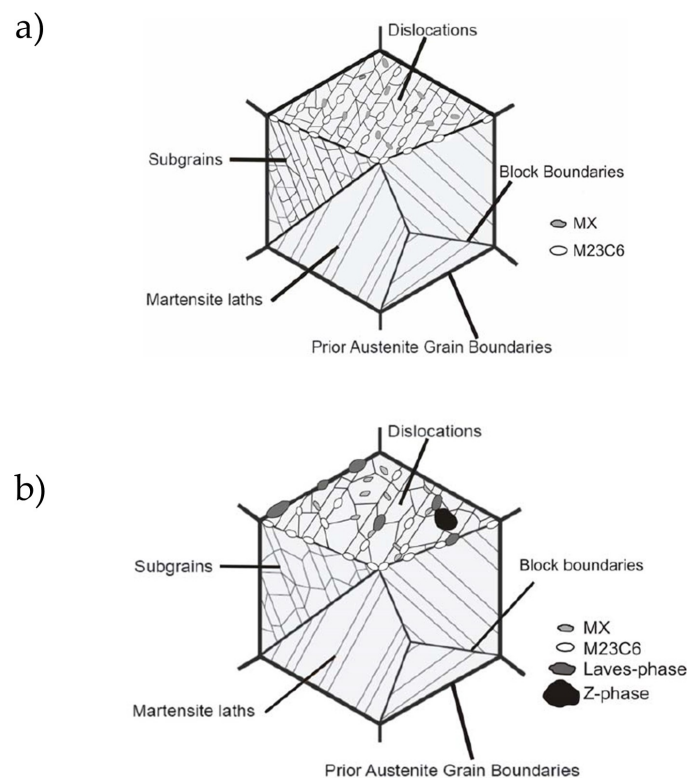 a)
Dislocations
Subgrains
Block Boundaries
MX
M23C6
Martensite laths
Prior Austenite Grain Boundaries
b)
Dislocations
Subgrains
Block boundaries
MX
M23C6
Laves-phase
Z-phase
Martensite laths
Prior Austenite Grain Boundaries